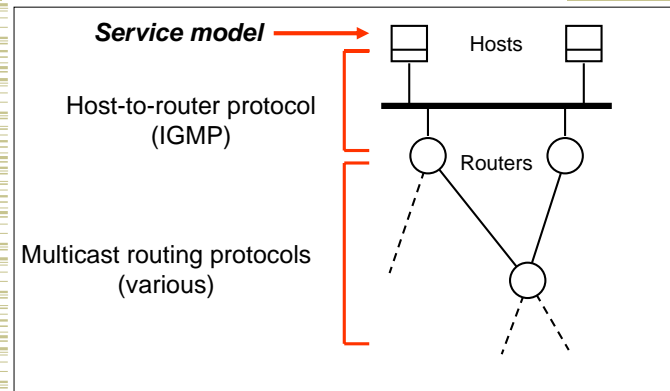 Service model
Hosts
Host-to-router protocol
(IGMP)
Routers
Multicast routing protocols
(various)